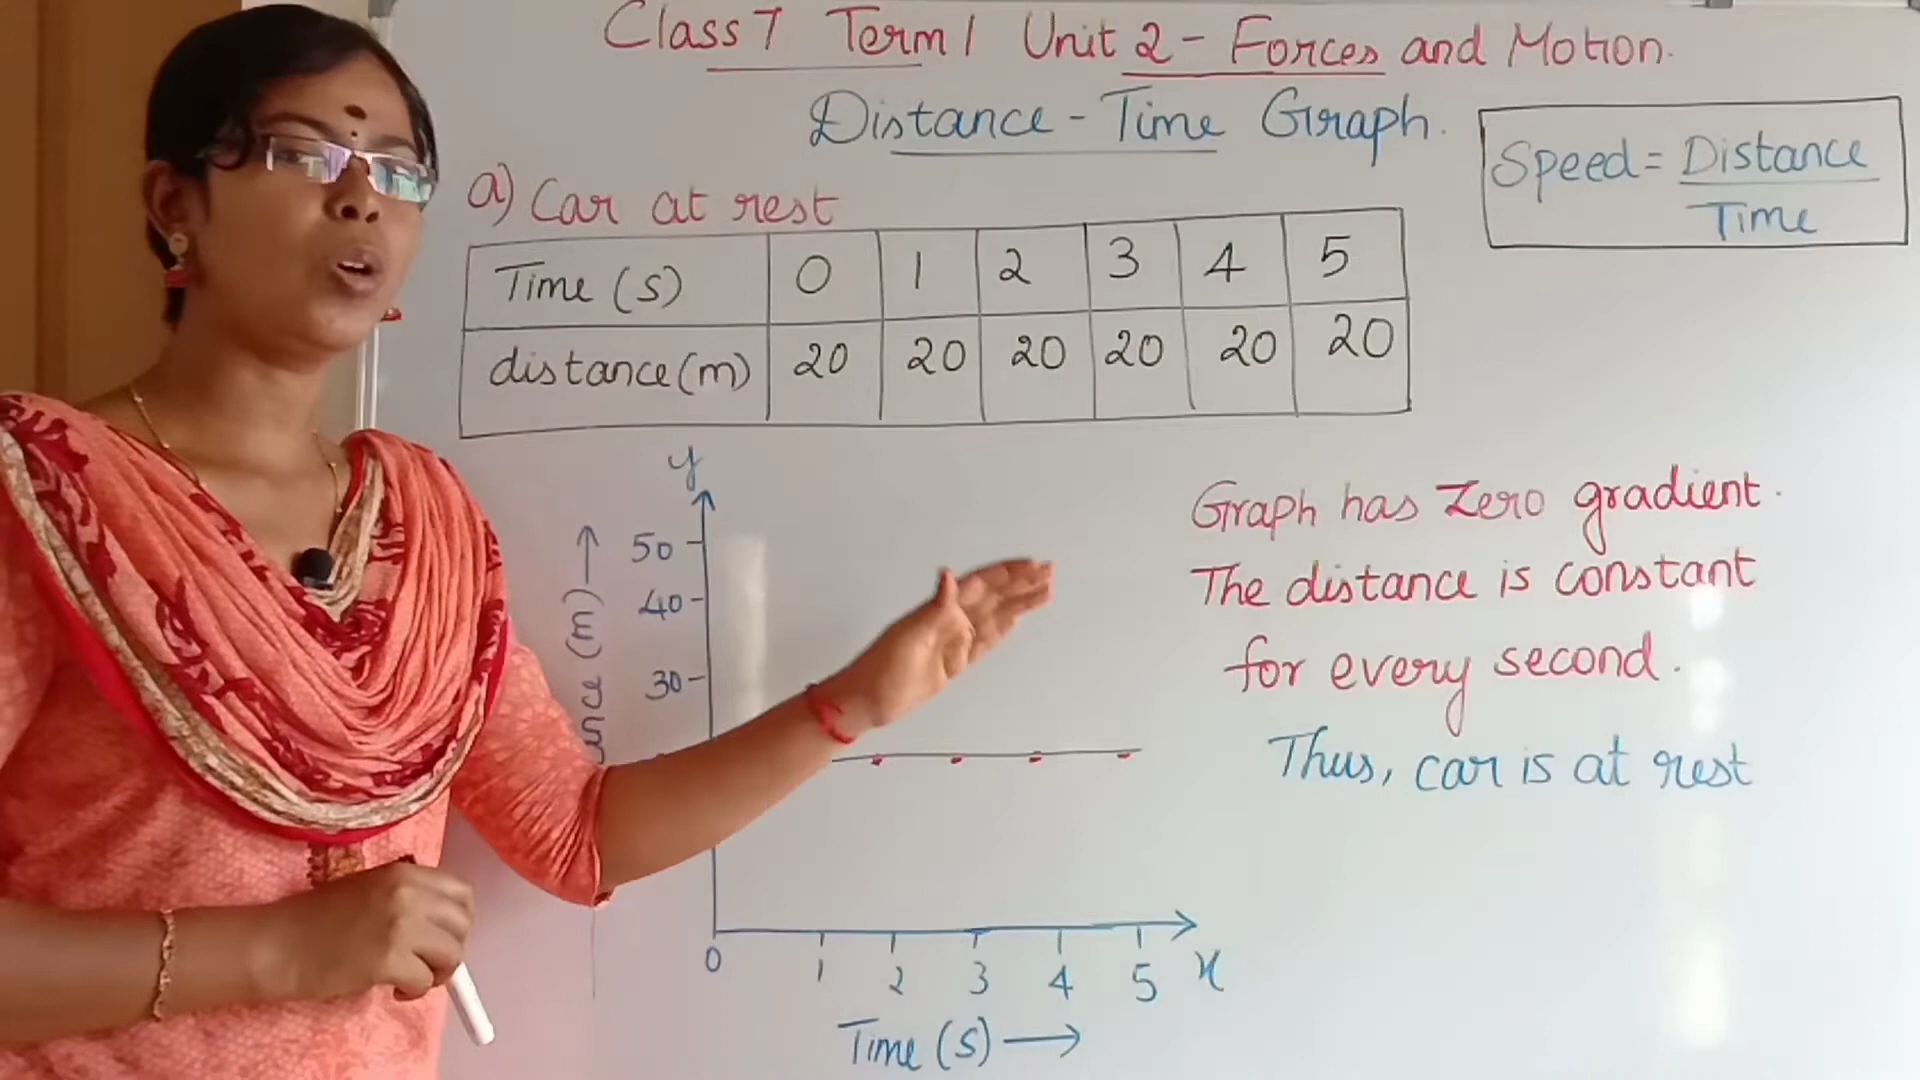 Class 7 Term 1 Unit 2 - Forces and Motion.
Distance - Time Graph.
Speed = Distance
Time
a) Car at rest
Time (s) 0 1 2 3 4 5
distance (m) 20 20 20 20 20 20
y
50
40
30
(m)
Graph has Zero gradient.
The distance is constant
for every second.
Thus, car is at rest
0 1 2 3 4 5 x
Time (s)